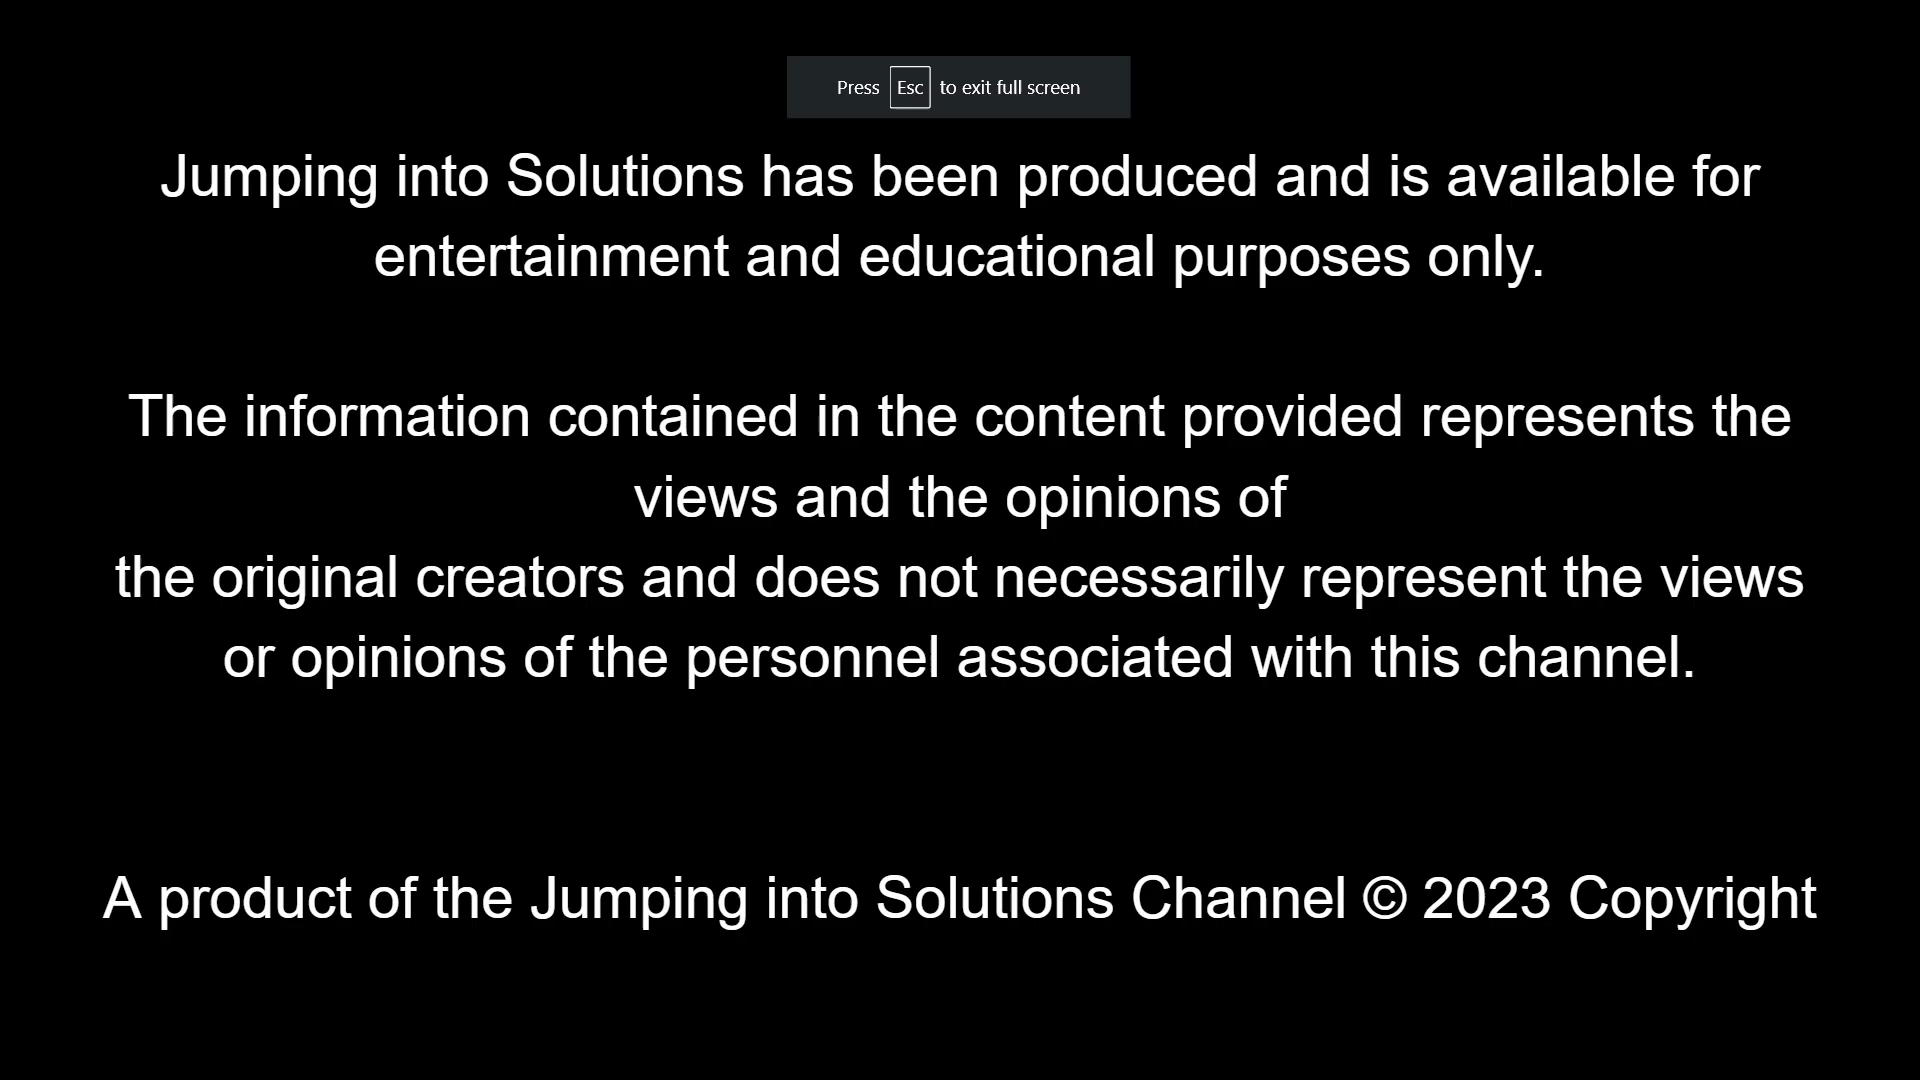 Press Esc to exit full screen
Jumping into Solutions has been produced and is available for
entertainment and educational purposes only.
The information contained in the content provided represents the
views and the opinions of
the original creators and does not necessarily represent the views
or opinions of the personnel associated with this channel.
A product of the Jumping into Solutions Channel © 2023 Copyright